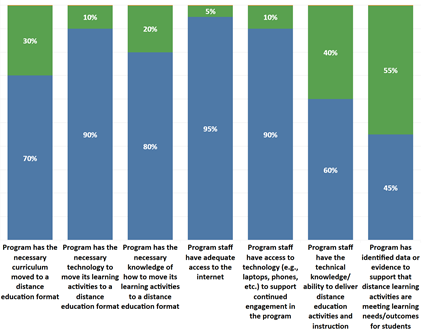 30%
10%
20%
5%
10%
40%
55%
70%
90%
80%
95%
90%
60%
45%
Program has the
necessary
curriculum
moved to a
distance
education format
Program has the
necessary
technology to
move its learning
activities to a
distance
education format
Program has the
necessary
knowledge of
how to move its
learning activities
to a distance
education format
Program staff
have adequate
access to the
internet
Program staff
have access to
technology (e.g.,
laptops, phones,
etc.) to support
continued
engagement in
the program
Program staff
have the
technical
knowledge/
ability to deliver
distance
education
activities and
instruction
Program has
identified data or
evidence to
support that
distance learning
activities are
meeting learning
needs/outcomes
for students